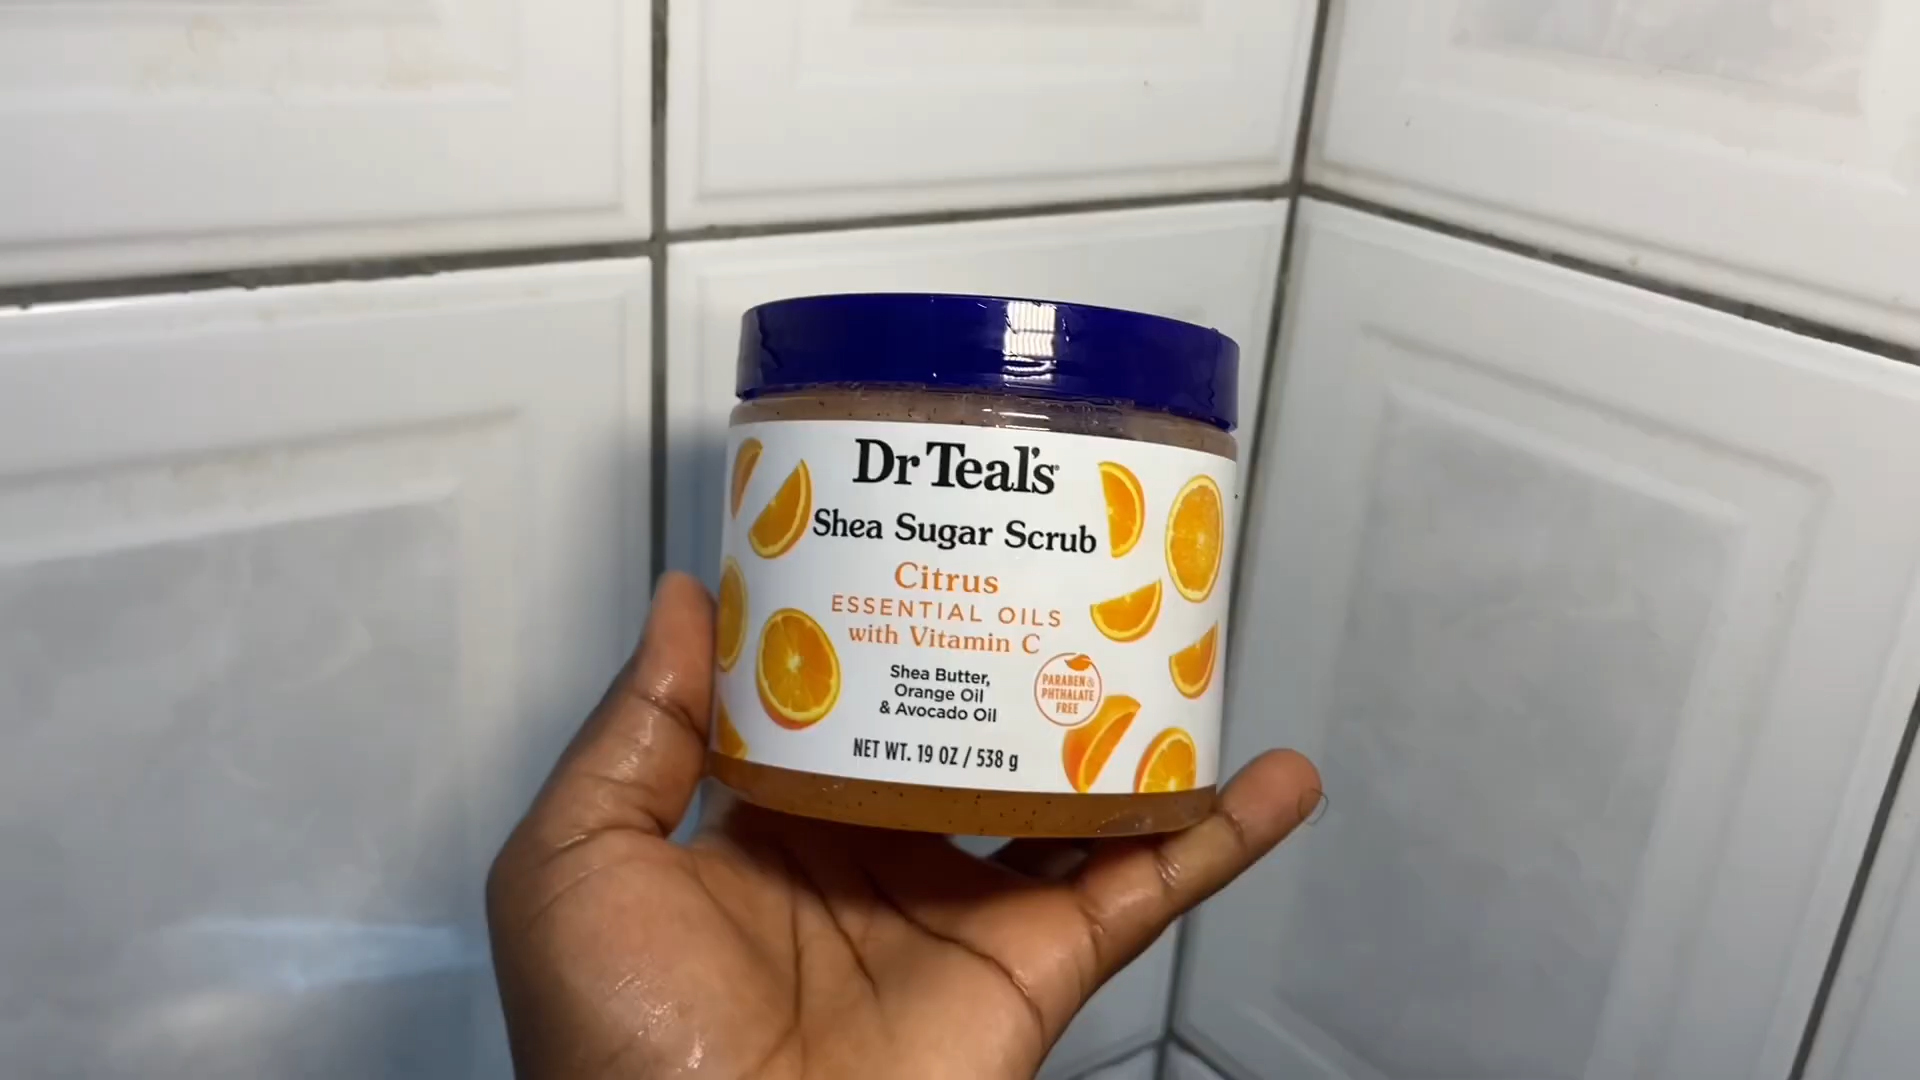 Dr Teal's
Shea Sugar Scrub
Citrus
ESSENTIAL OILS
with Vitamin C
Shea Butter,
Orange Oil
& Avocado Oil
PARABEN &
PHTHALATE
FREE
NET WT. 19 OZ / 538 g